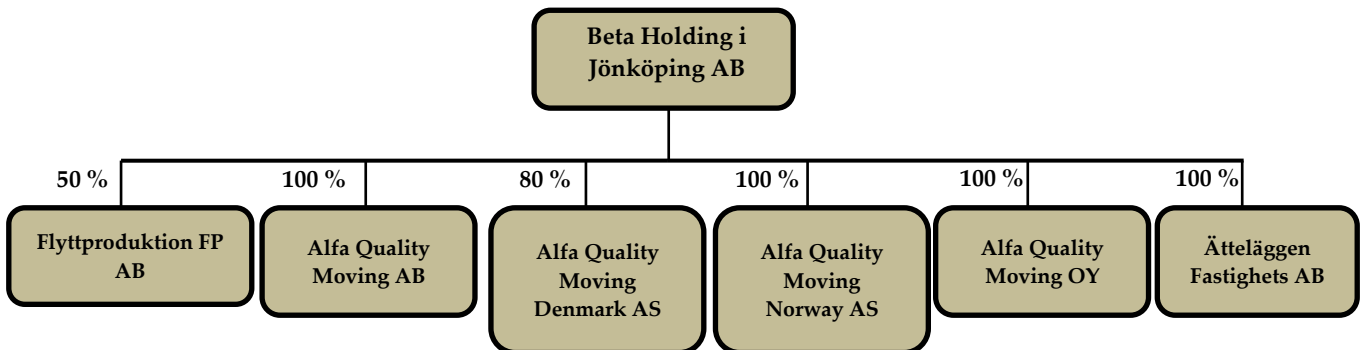 Beta Holding i
Jönköping AB
50 %
100 %
80 %
100 %
100 %
100 %
Flyttproduktion FP
AB
Alfa Quality
Moving AB
Alfa Quality
Moving
Denmark AS
Alfa Quality
Moving
Norway AS
Alfa Quality
Moving OY
Ätteläggen
Fastighets AB